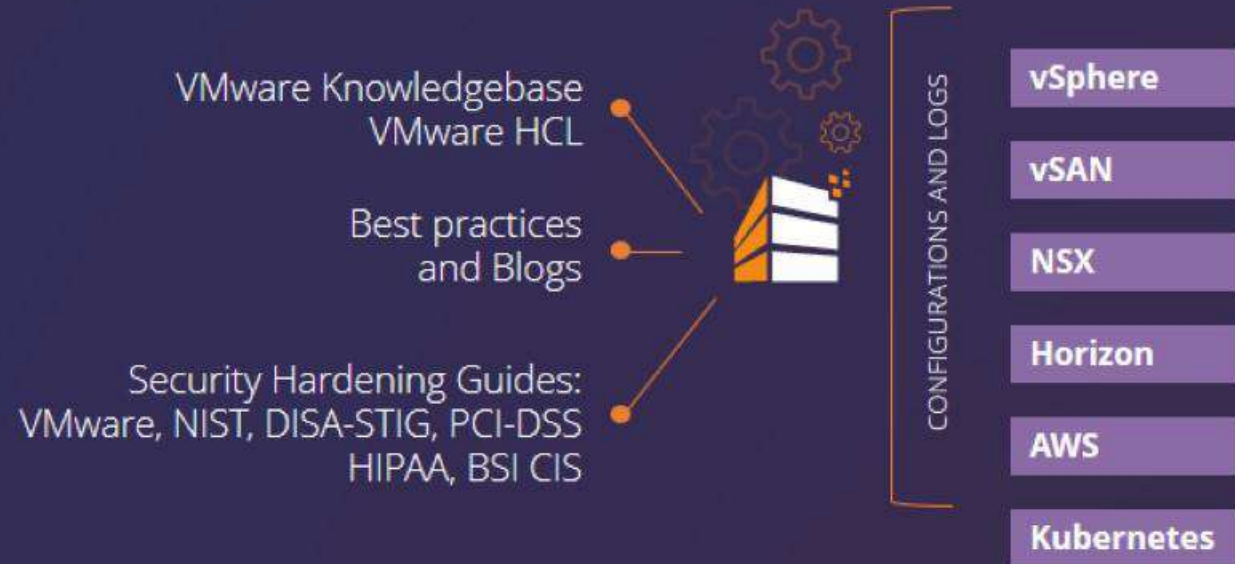 VMware Knowledgebase
VMware HCL
Best practices
and Blogs
Security Hardening Guides:
VMware, NIST, DISA-STIG, PCI-DSS
HIPAA, BSI CIS
CONFIGURATIONS AND LOGS
vSphere
vSAN
NSX
Horizon
AWS
Kubernetes